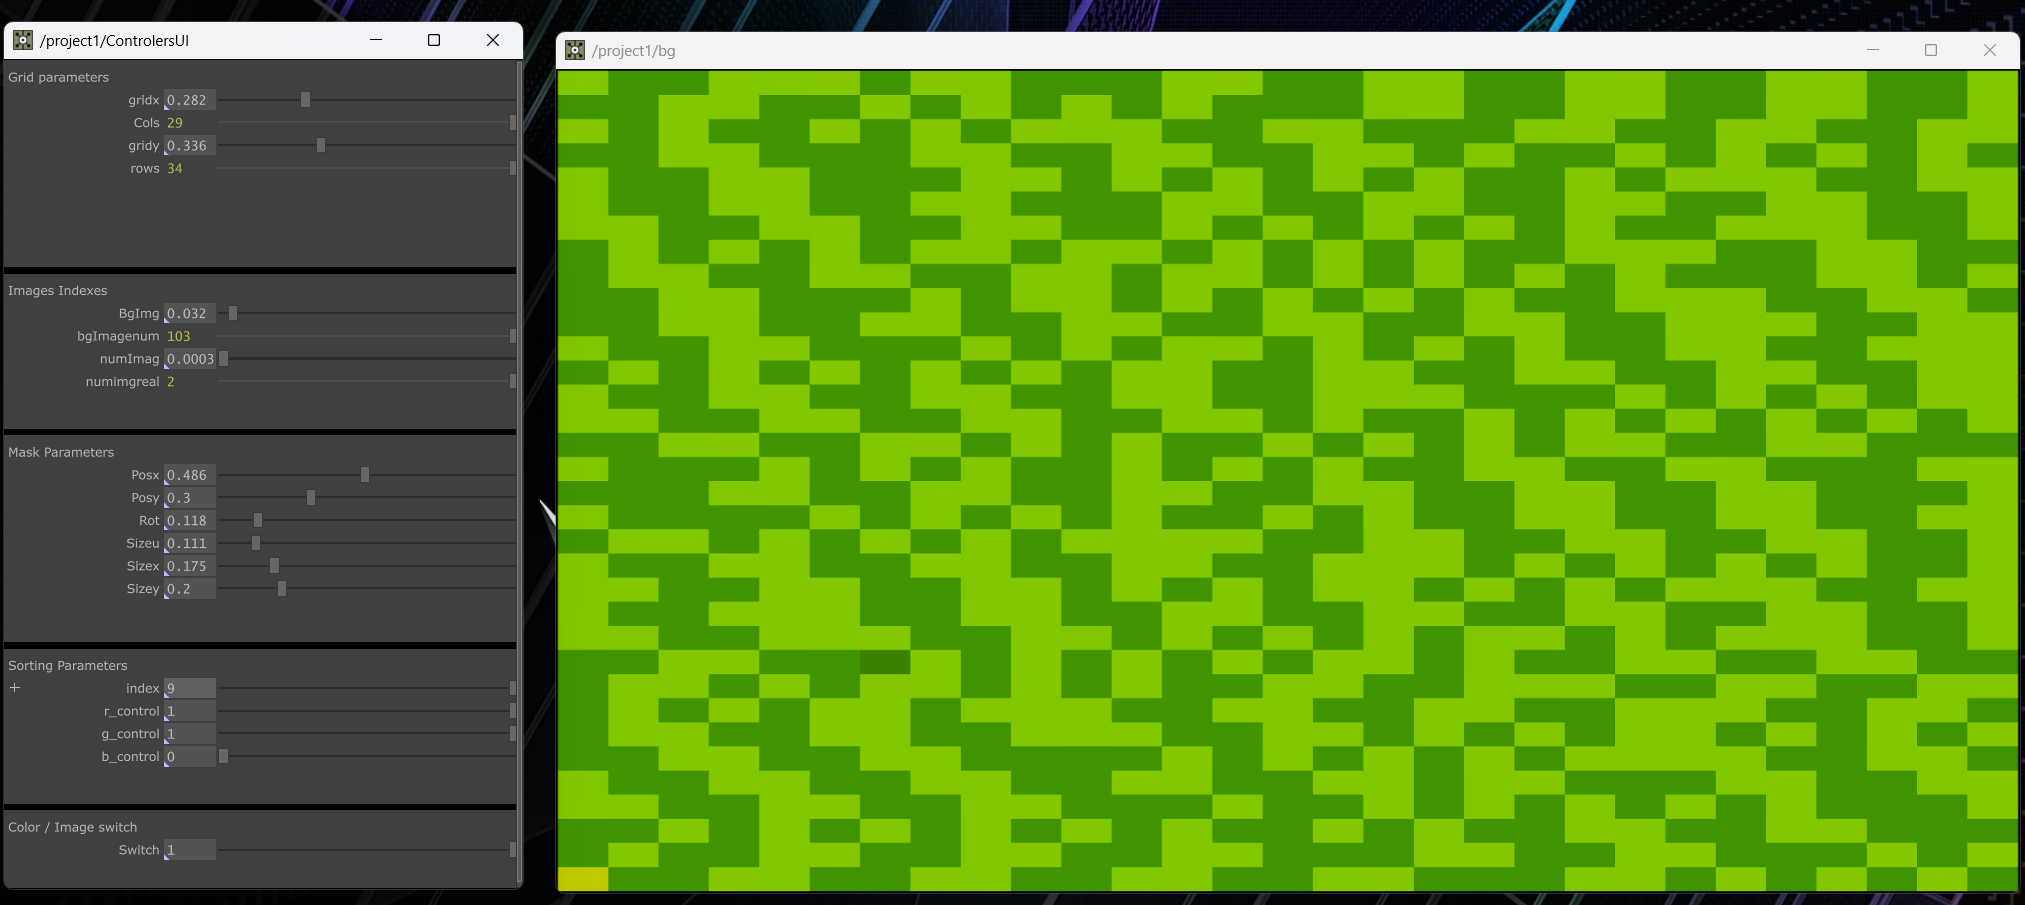 /project1/ControlersUI
Grid parameters
gridx 0.282
Cols 29
gridy 0.336
rows 34
Images Indexes
BgImg 0.032
bgImagenum 103
numImag 0.0003
numimgreal 2
Mask Parameters
Posx 0.486
Posy 0.3
Rot 0.118
Sizeu 0.111
Sizex 0.175
Sizey 0.2
Sorting Parameters
+ index 9
r_control 1
g_control 1
b_control 0
Color / Image switch
Switch 1
/project1/bg